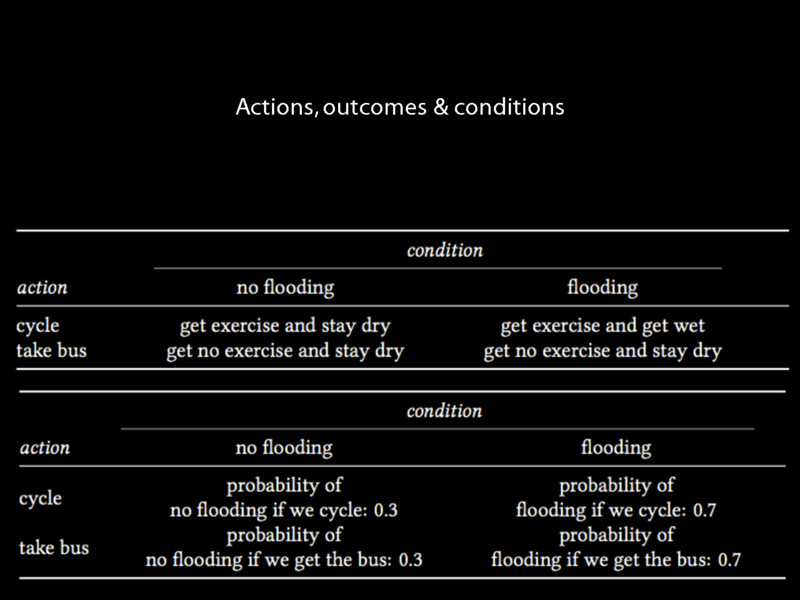 Actions, outcomes & conditions
condition
action no flooding flooding
cycle get exercise and stay dry get exercise and get wet
take bus get no exercise and stay dry get no exercise and stay dry
condition
action no flooding flooding
cycle probability of no flooding if we cycle: 0.3 probability of flooding if we cycle: 0.7
take bus probability of no flooding if we get the bus: 0.3 probability of flooding if we get the bus: 0.7